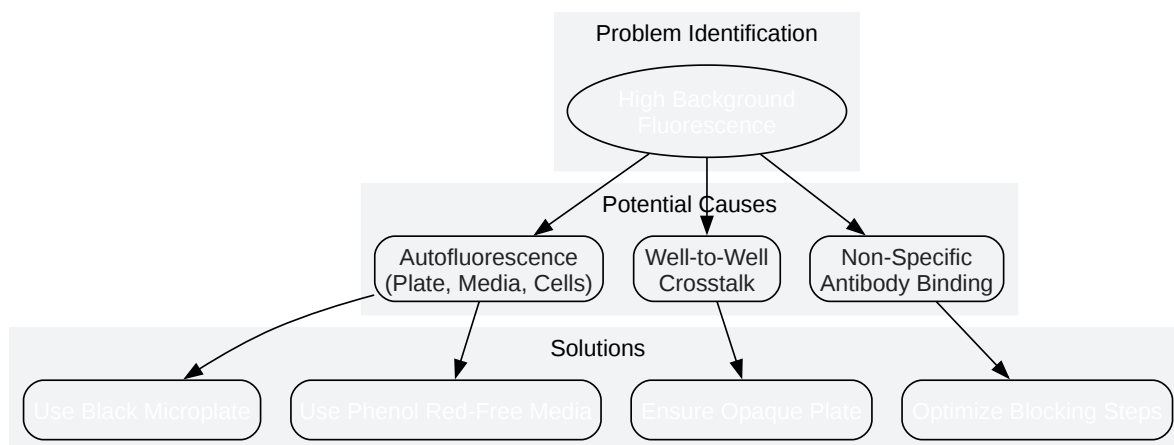 Problem Identification
High Background
Fluorescence
Potential Causes
Autofluorescence
(Plate, Media, Cells)
Well-to-Well
Crosstalk
Non-Specific
Antibody Binding
Solutions
Use Black Microplate
Use Phenol Red-Free Media
Ensure Opaque Plate
Optimize Blocking Steps